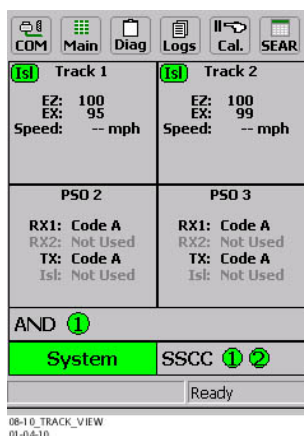 COM Main Diag Logs Cal. SEAR
Isl Track 1
EZ: 100
EX: 95
Speed: -- mph
Isl Track 2
EZ: 100
EX: 99
Speed: -- mph
PSO 2
RX1: Code A
RX2: Not Used
TX: Code A
Isl: Not Used
PSO 3
RX1: Code A
RX2: Not Used
TX: Code A
Isl: Not Used
AND 1
System SSCC 1 2
Ready
08-10_TRACK_VIEW
01-04-10